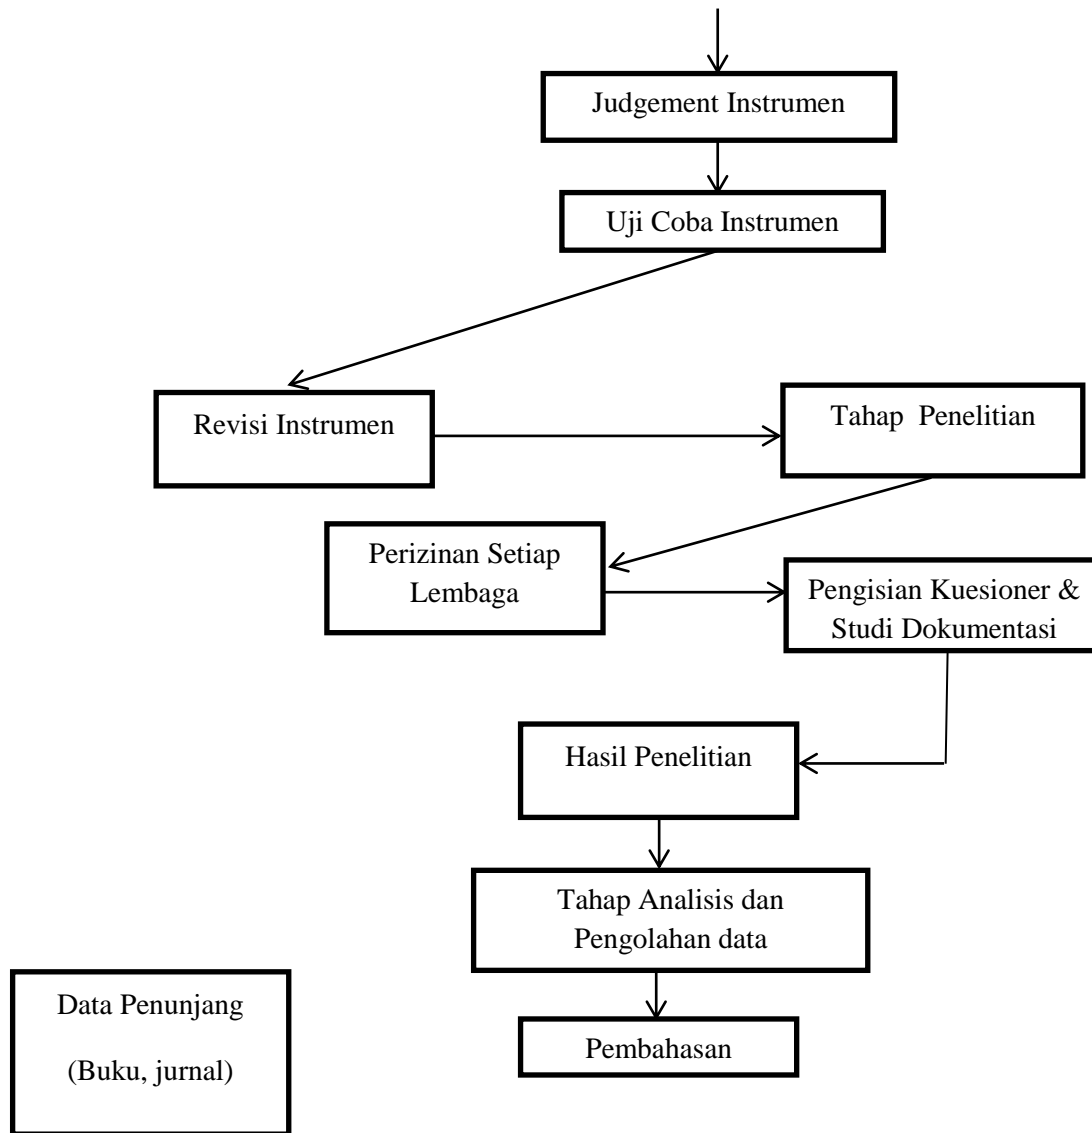 Judgement Instrumen
Uji Coba Instrumen
Revisi Instrumen
Tahap  Penelitian
Perizinan Setiap
Lembaga
Pengisian Kuesioner &
Studi Dokumentasi
Hasil Penelitian
Tahap Analisis dan
Pengolahan data
Data Penunjang
(Buku, jurnal)
Pembahasan